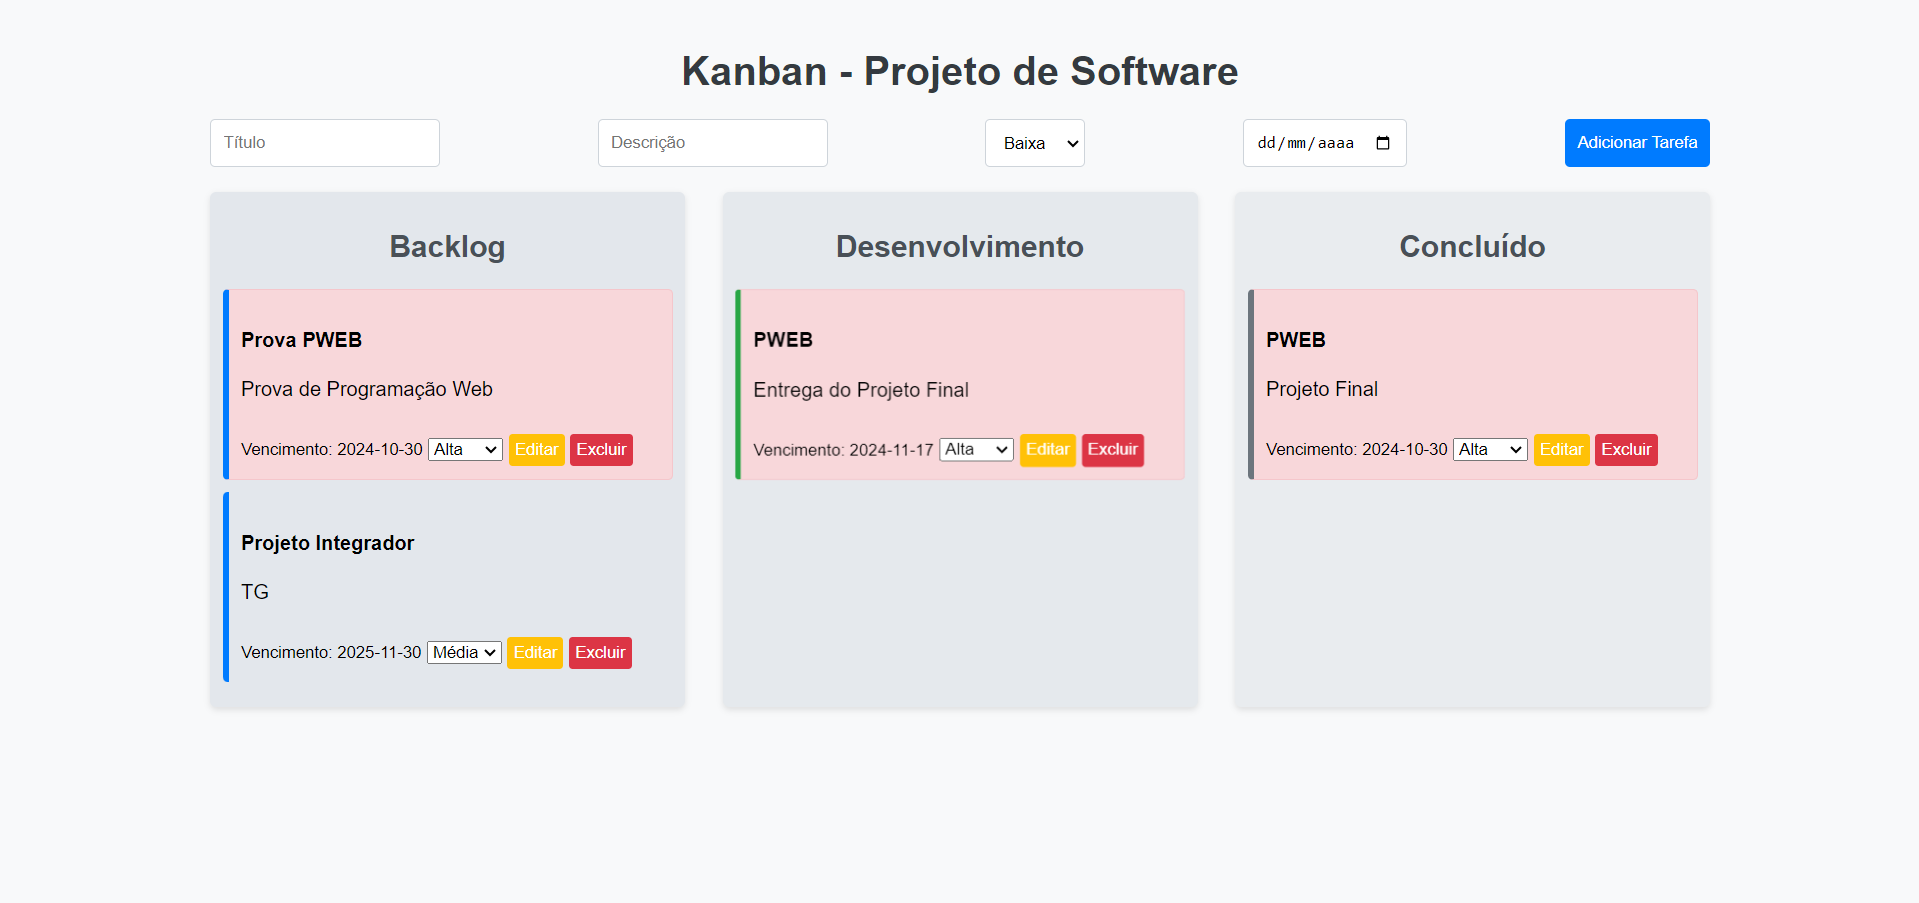 Kanban - Projeto de Software
Título
Descrição
Baixa
dd/mm/aaaa
Adicionar Tarefa
Backlog
Prova PWEB
Prova de Programação Web
Vencimento: 2024-10-30 Alta Editar Excluir
Projeto Integrador
TG
Vencimento: 2025-11-30 Média Editar Excluir
Desenvolvimento
PWEB
Entrega do Projeto Final
Vencimento: 2024-11-17 Alta Editar Excluir
Concluído
PWEB
Projeto Final
Vencimento: 2024-10-30 Alta Editar Excluir